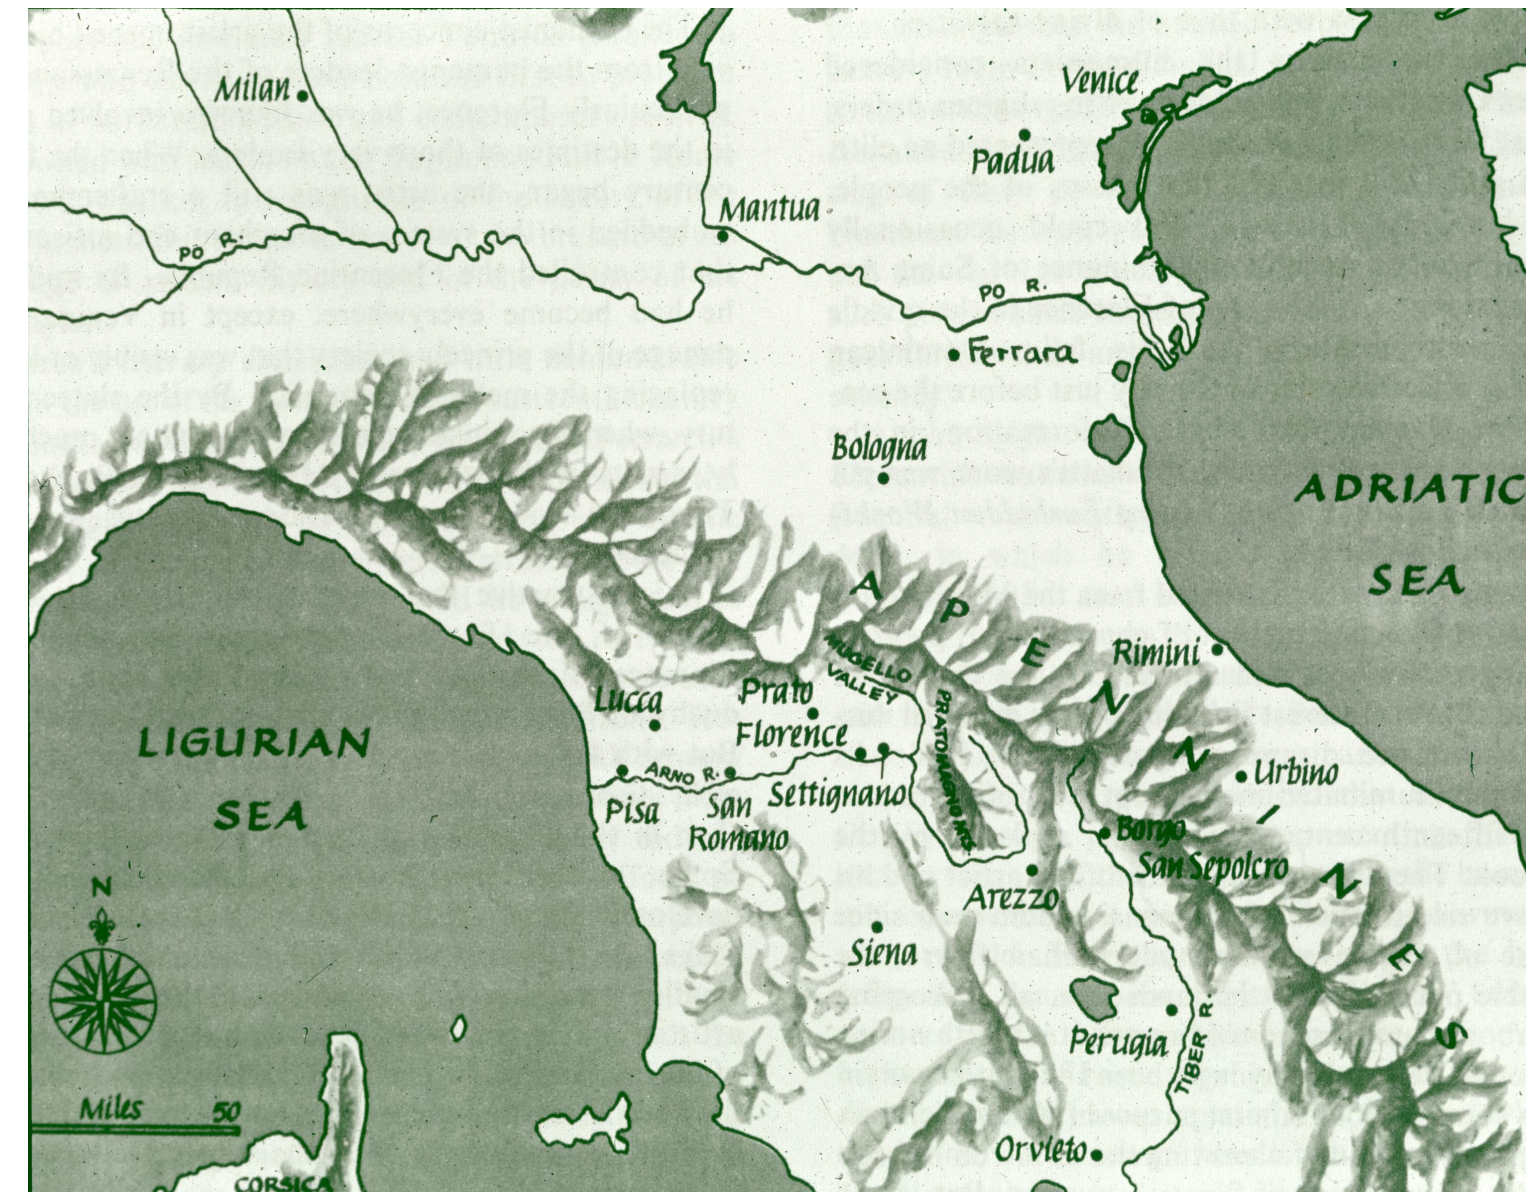 Milan
Venice
Padua
Mantua
PO R.
PO R.
Ferrara
Bologna
ADRIATIC
SEA
APENNINES
Rimini
MUGELLO
VALLEY
Lucca
Prato
PRATOMAGNO MTS.
Florence
LIGURIAN
SEA
ARNO R.
Urbino
Pisa
San
Romano
Settignano
Borgo
San Sepolcro
Arezzo
N
Siena
Perugia
TIBER R.
Miles 50
Orvieto
CORSICA